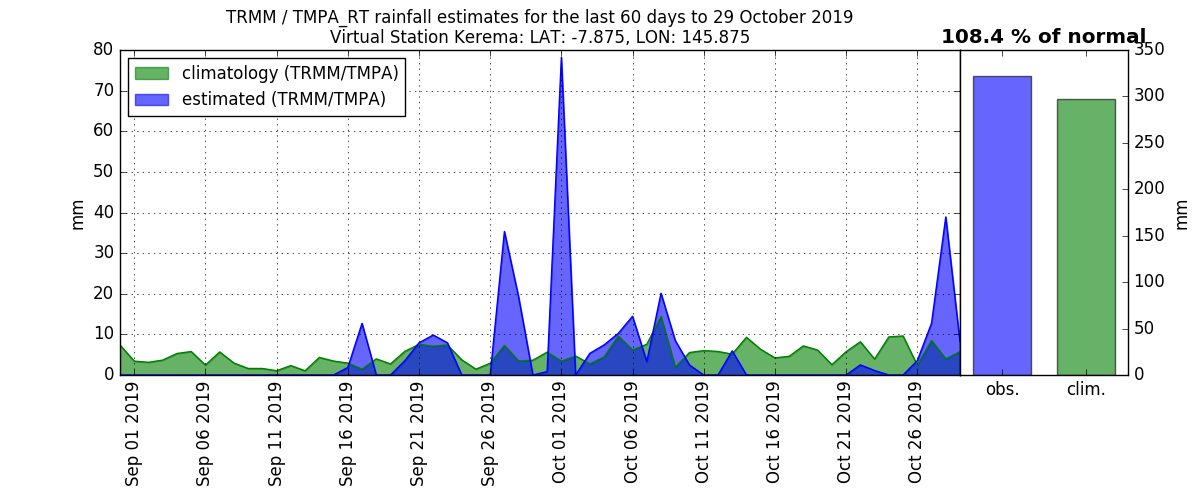 TRMM / TMPA_RT rainfall estimates for the last 60 days to 29 October 2019
Virtual Station Kerema: LAT: -7.875, LON: 145.875
108.4 % of normal
climatology (TRMM/TMPA)
estimated (TRMM/TMPA)
80
70
60
50
40
30
20
10
0
mm
Sep 01 2019
Sep 06 2019
Sep 11 2019
Sep 16 2019
Sep 21 2019
Sep 26 2019
Oct 01 2019
Oct 06 2019
Oct 11 2019
Oct 16 2019
Oct 21 2019
Oct 26 2019
350
300
250
200
150
100
50
0
mm
obs.
clim.